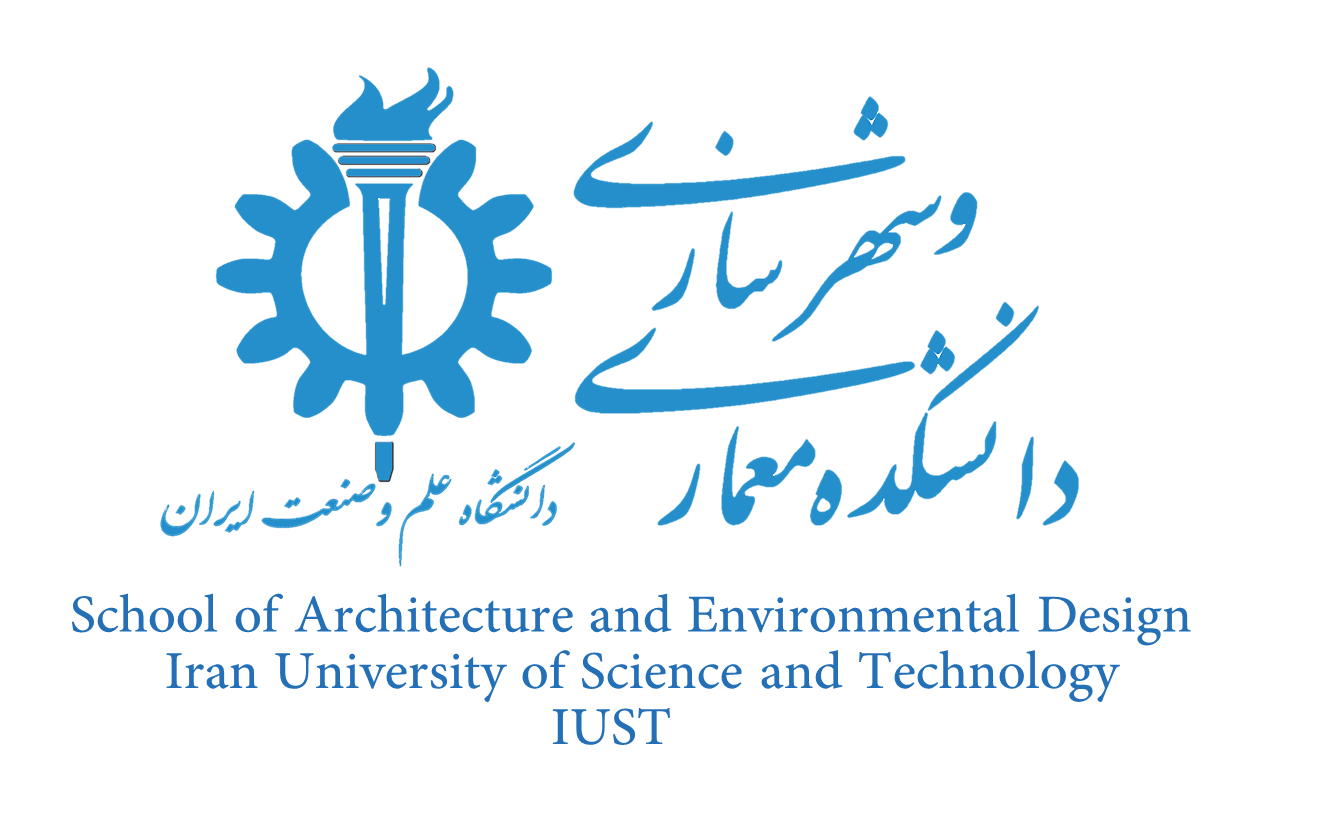 دانشکده معماری
و شهرسازی
دانشگاه علم و صنعت ایران
School of Architecture and Environmental Design
Iran University of Science and Technology
IUST